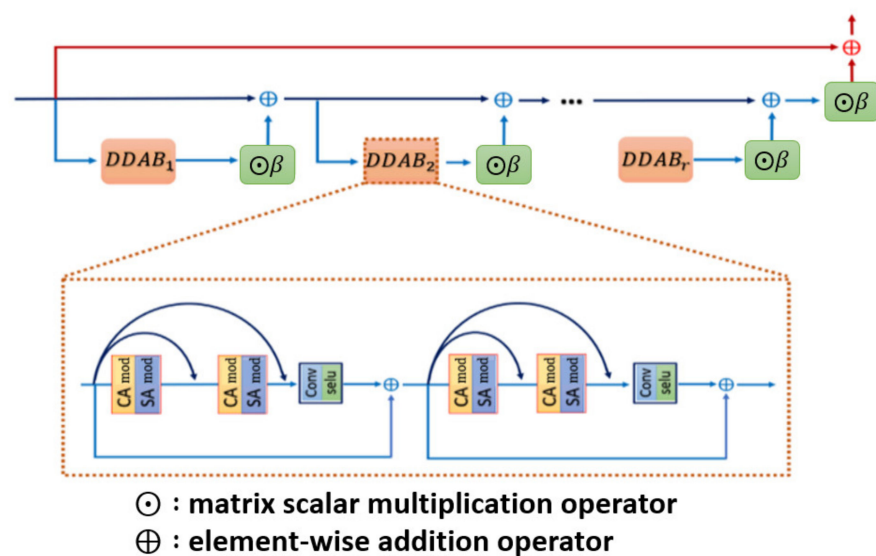 ⊕
⊕ ⊕ ••• ⊕ ⊙β
DDAB₁ ⊙β DDAB₂ ⊙β DDABᵣ ⊙β
CA mod SA mod CA mod SA mod Conv selu ⊕ CA mod SA mod CA mod SA mod Conv selu ⊕
⊙ : matrix scalar multiplication operator
⊕ : element-wise addition operator